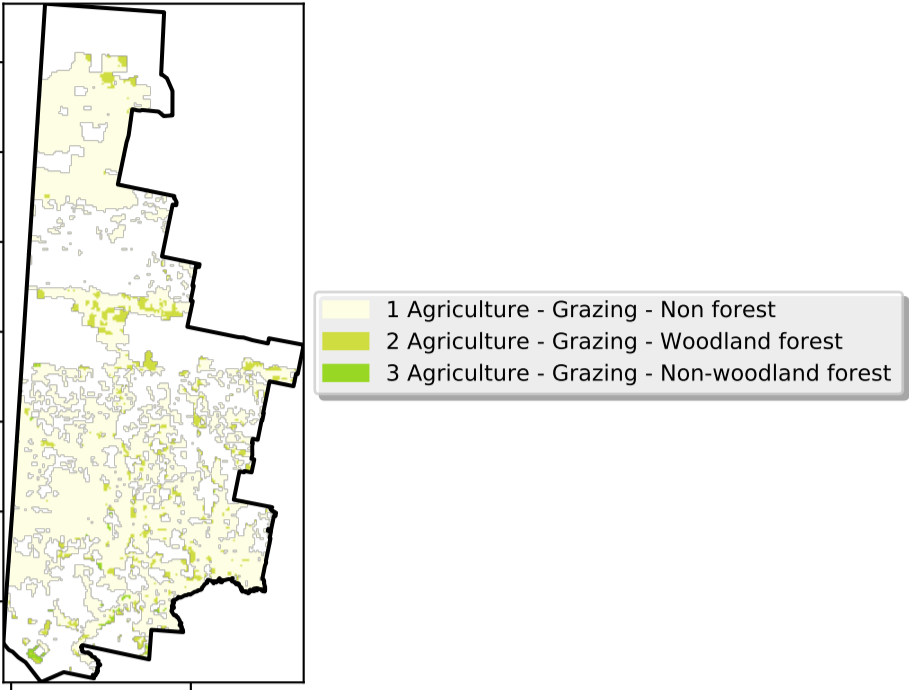 1 Agriculture - Grazing - Non forest
2 Agriculture - Grazing - Woodland forest
3 Agriculture - Grazing - Non-woodland forest